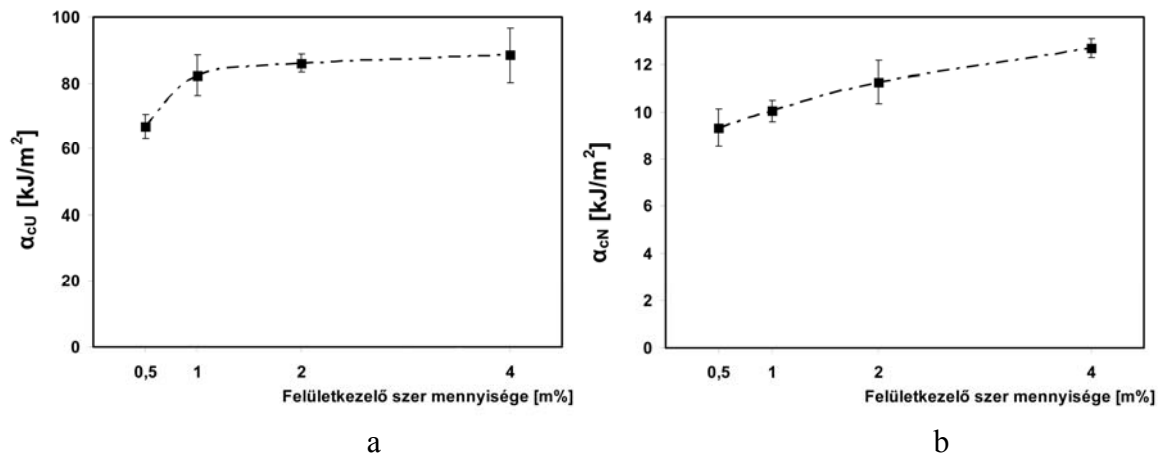 100
80
60
40
20
0
αcU [kJ/m²]
0,5 1 2 4
Felületkezelő szer mennyisége [m%]
a
14
12
10
8
6
4
2
0
αcN [kJ/m²]
0,5 1 2 4
Felületkezelő szer mennyisége [m%]
b